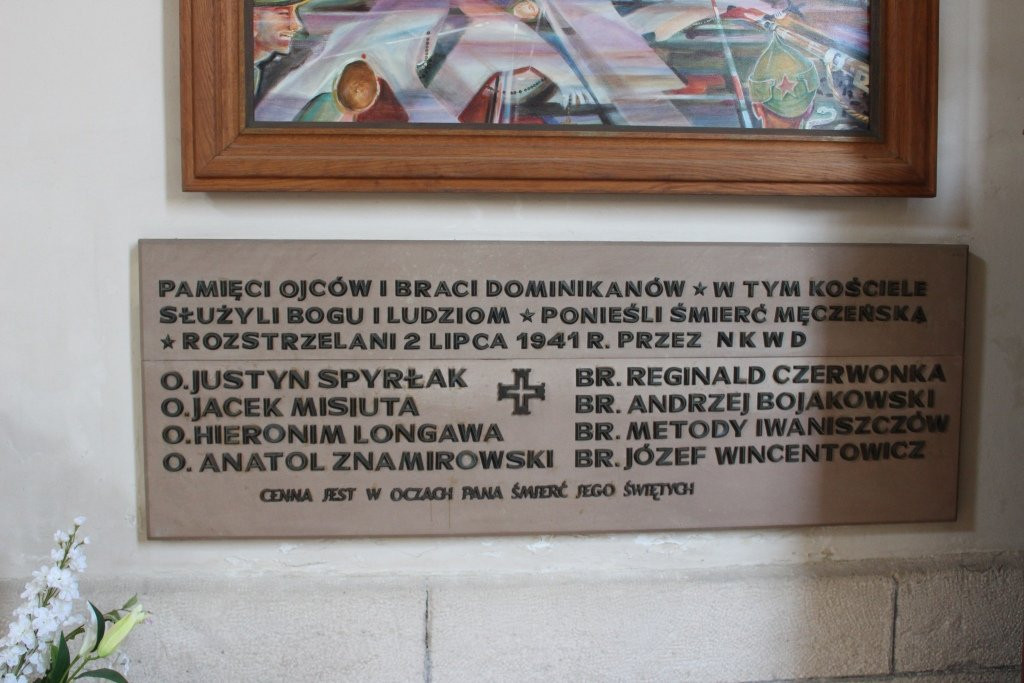 PAMIĘCI OJCÓW I BRACI DOMINIKANÓW ★ W TYM KOŚCIELE
SŁUŻYLI BOGU I LUDZIOM ★ PONIEŚLI ŚMIERĆ MĘCZEŃSKĄ
★ ROZSTRZELANI 2 LIPCA 1941 R. PRZEZ NKWD
O. JUSTYN SPYRŁAK
O. JACEK MISIUTA
O. HIERONIM LONGAWA
O. ANATOL ZNAMIROWSKI
BR. REGINALD CZERWONKA
BR. ANDRZEJ BOJAKOWSKI
BR. METODY IWANISZCZÓW
BR. JÓZEF WINCENTOWICZ
CENNA JEST W OCZACH PANA ŚMIERĆ JEGO ŚWIĘTYCH